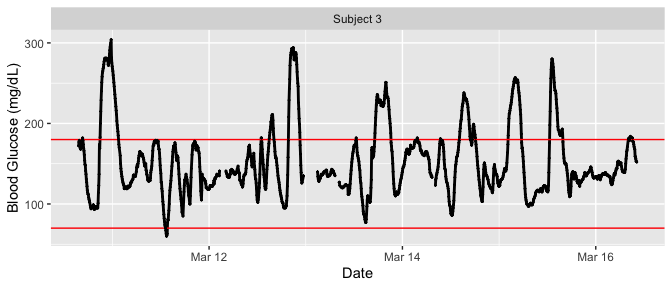 Subject 3
300
200
100
Blood Glucose (mg/dL)
Mar 12
Mar 14
Mar 16
Date